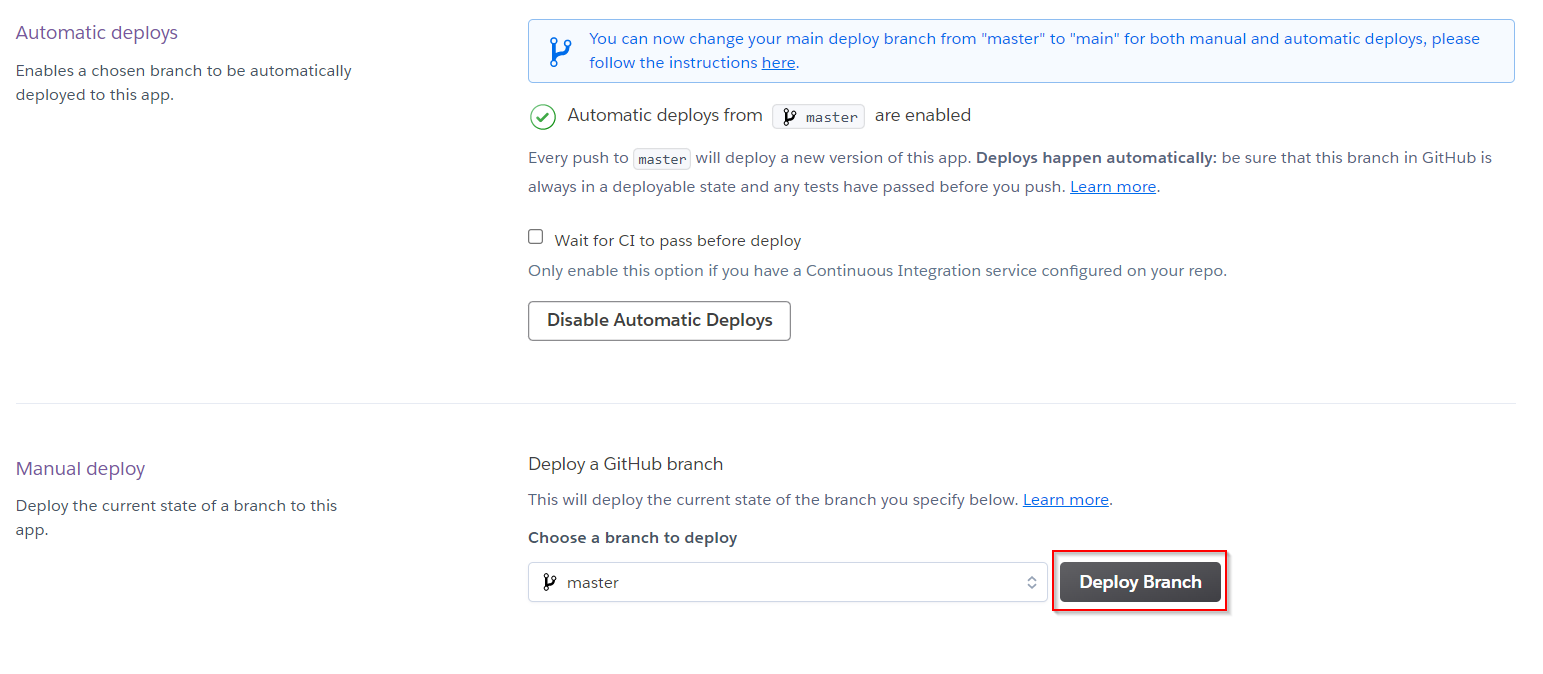 Automatic deploys
Enables a chosen branch to be automatically
deployed to this app.
You can now change your main deploy branch from "master" to "main" for both manual and automatic deploys, please
follow the instructions here.
Automatic deploys from master are enabled
Every push to master will deploy a new version of this app. Deploys happen automatically: be sure that this branch in GitHub is
always in a deployable state and any tests have passed before you push. Learn more.
Wait for CI to pass before deploy
Only enable this option if you have a Continuous Integration service configured on your repo.
Disable Automatic Deploys
Manual deploy
Deploy the current state of a branch to this
app.
Deploy a GitHub branch
This will deploy the current state of the branch you specify below. Learn more.
Choose a branch to deploy
master
Deploy Branch